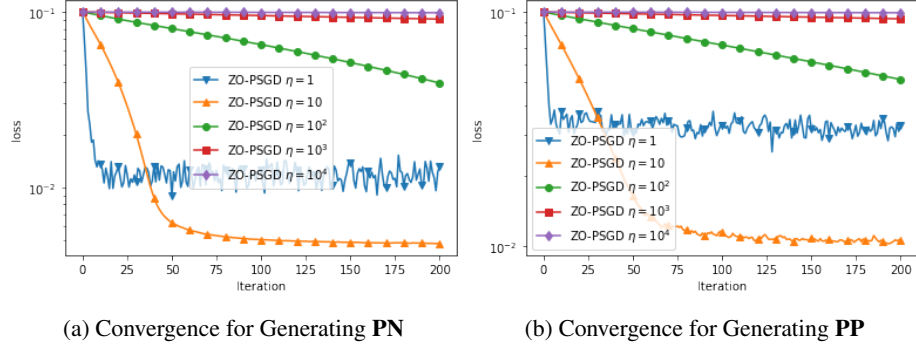 10⁻¹
10⁻²
loss
ZO-PSGD η = 1
ZO-PSGD η = 10
ZO-PSGD η = 10²
ZO-PSGD η = 10³
ZO-PSGD η = 10⁴
0 25 50 75 100 125 150 175 200
Iteration
(a) Convergence for Generating PN
10⁻¹
10⁻²
loss
ZO-PSGD η = 1
ZO-PSGD η = 10
ZO-PSGD η = 10²
ZO-PSGD η = 10³
ZO-PSGD η = 10⁴
0 25 50 75 100 125 150 175 200
Iteration
(b) Convergence for Generating PP